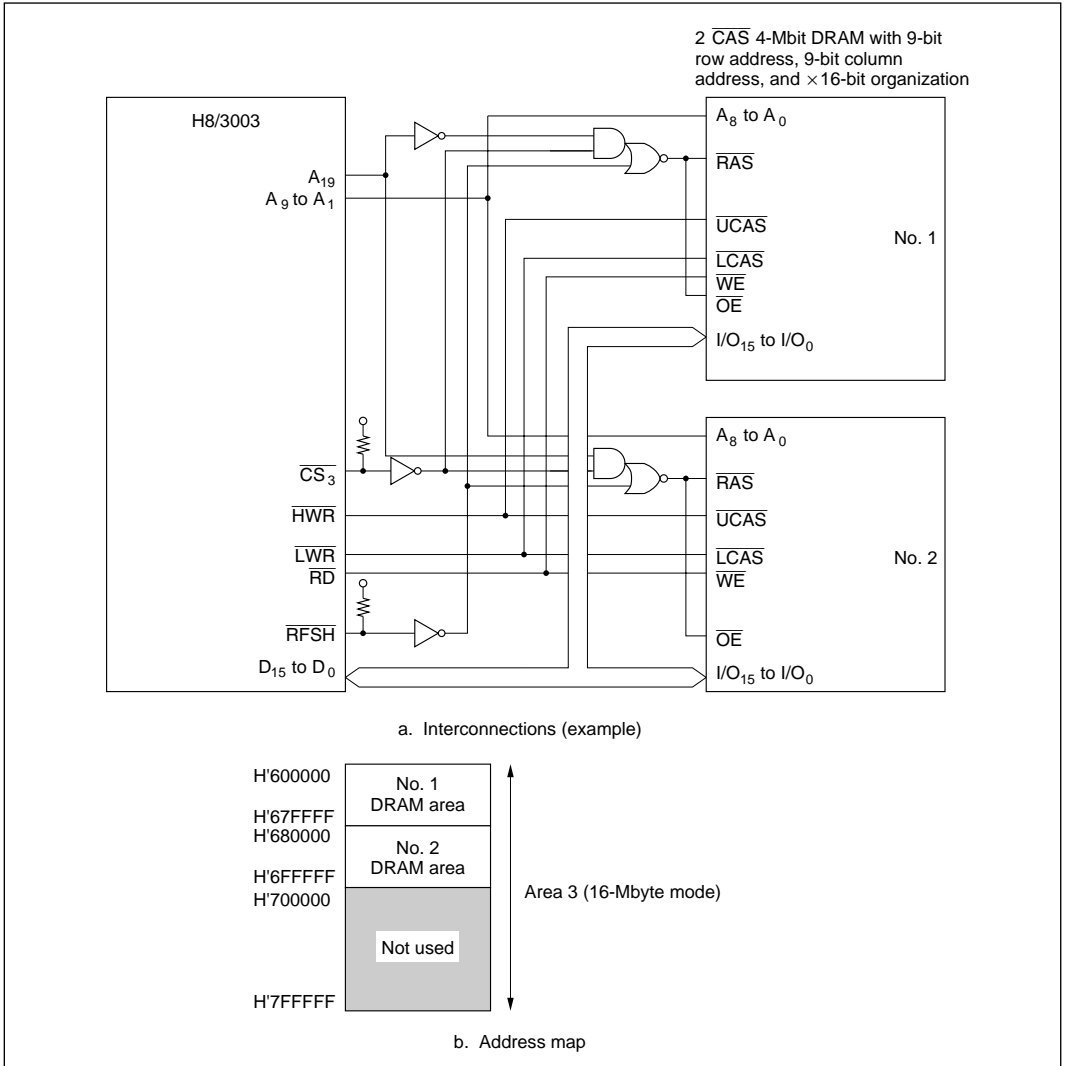 2 CAS 4-Mbit DRAM with 9-bit
row address, 9-bit column
address, and ×16-bit organization
H8/3003
A19
A9 to A1
CS3
HWR
LWR
RD
RFSH
D15 to D0
A8 to A0
RAS
UCAS
No. 1
LCAS
WE
OE
I/O15 to I/O0
A8 to A0
RAS
UCAS
LCAS
No. 2
WE
OE
I/O15 to I/O0
a. Interconnections (example)
H'600000
No. 1
DRAM area
H'67FFFF
H'680000
No. 2
DRAM area
H'6FFFFF
H'700000
Area 3 (16-Mbyte mode)
Not used
H'7FFFFF
b. Address map